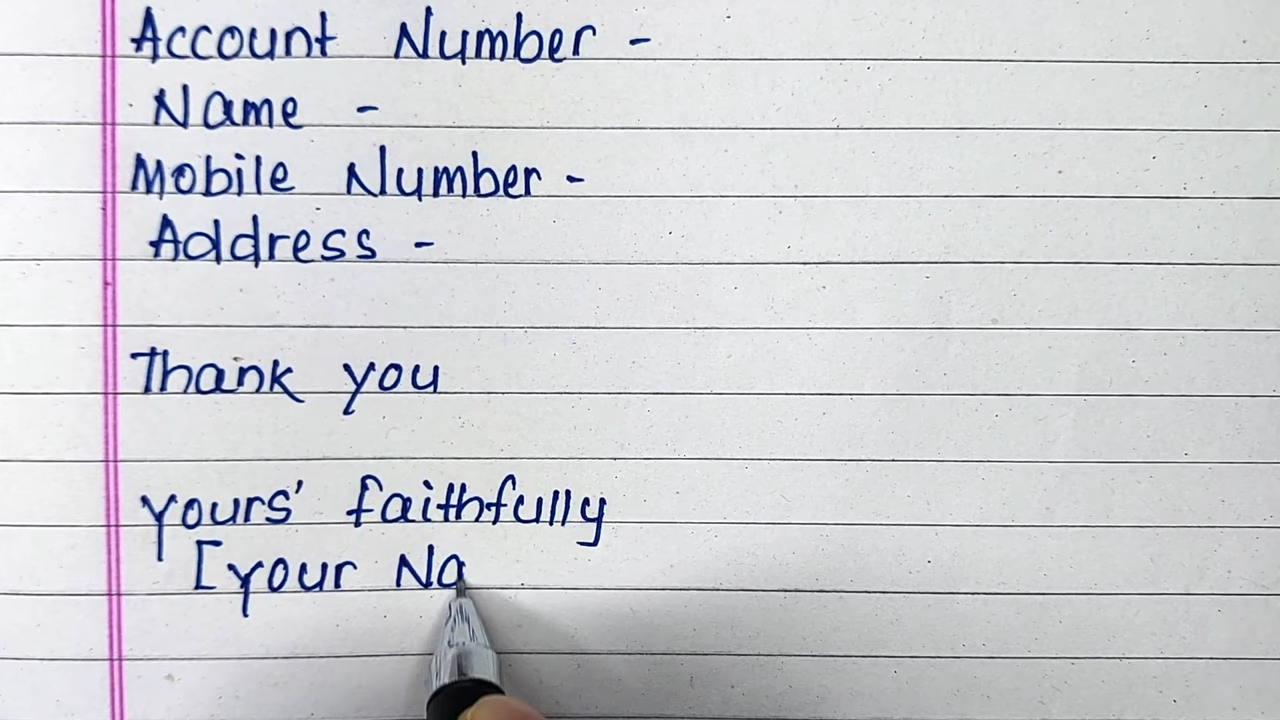 Account Number -
Name -
Mobile Number -
Address -
Thank you
Yours' faithfully
[your Na